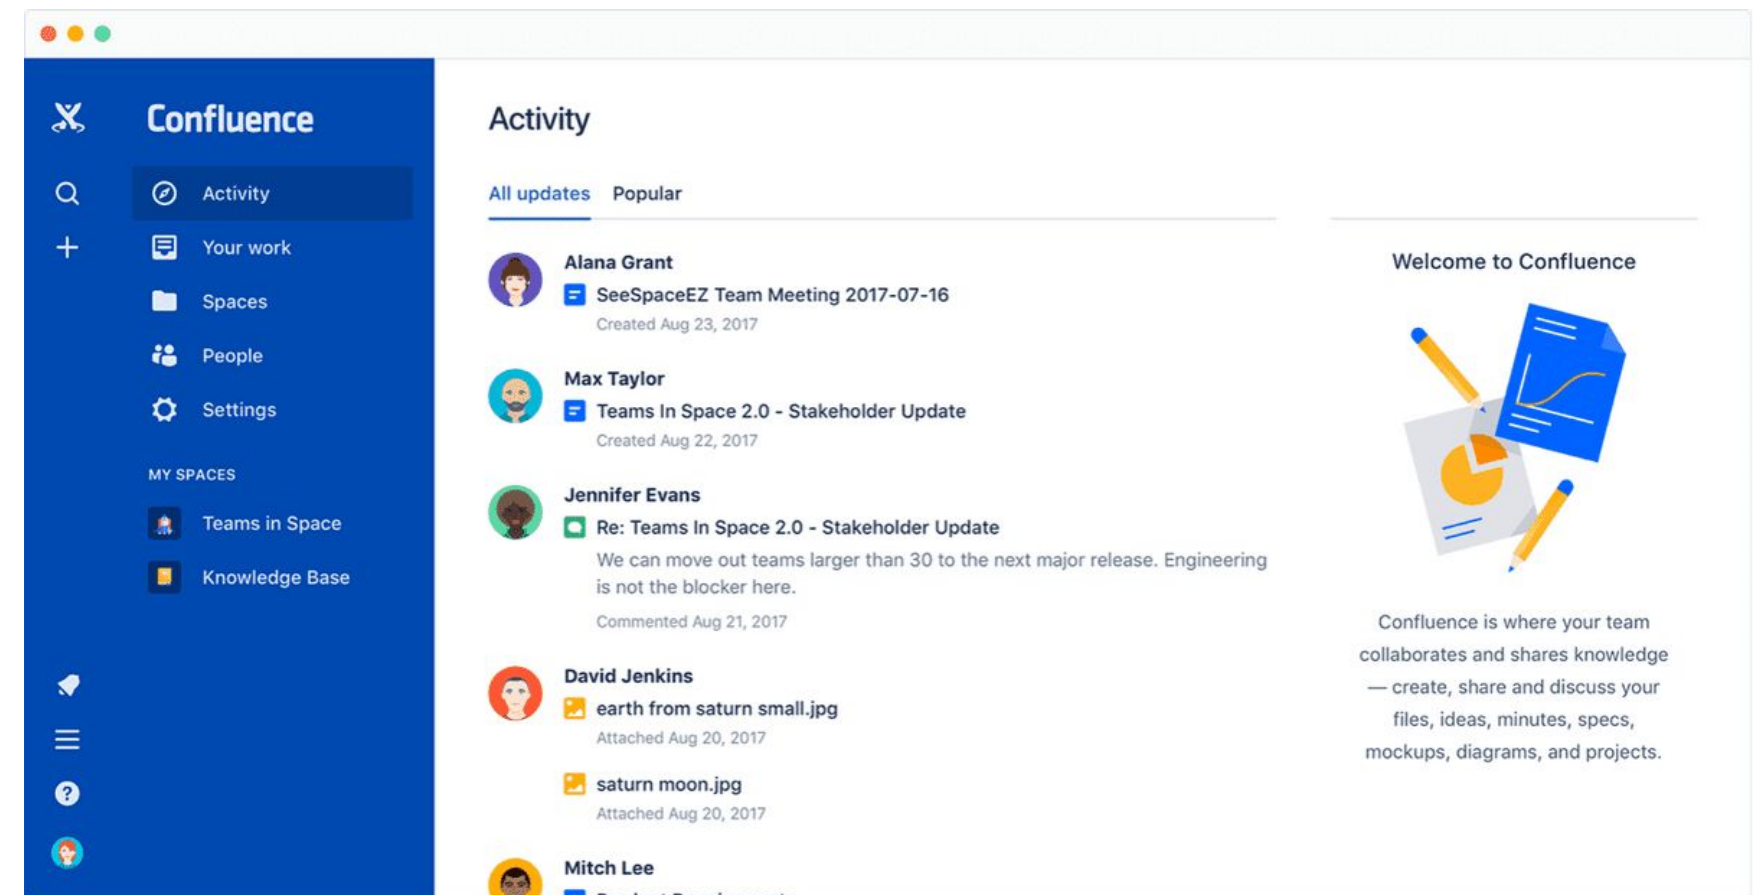 Confluence
Activity
Your work
Spaces
People
Settings
MY SPACES
Teams in Space
Knowledge Base
Activity
All updates
Popular
Alana Grant
SeeSpaceEZ Team Meeting 2017-07-16
Created Aug 23, 2017
Max Taylor
Teams In Space 2.0 - Stakeholder Update
Created Aug 22, 2017
Jennifer Evans
Re: Teams In Space 2.0 - Stakeholder Update
We can move out teams larger than 30 to the next major release. Engineering
is not the blocker here.
Commented Aug 21, 2017
David Jenkins
earth from saturn small.jpg
Attached Aug 20, 2017
saturn moon.jpg
Attached Aug 20, 2017
Mitch Lee
Welcome to Confluence
Confluence is where your team
collaborates and shares knowledge
— create, share and discuss your
files, ideas, minutes, specs,
mockups, diagrams, and projects.